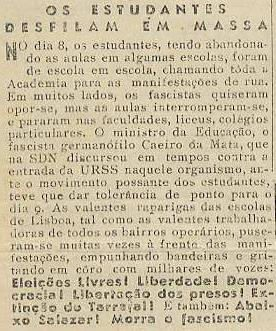 OS ESTUDANTES
DESFILAM EM MASSA
NO dia 8, os estudantes, tendo abandona-
do as aulas em algumas escolas, foram
de escola em escola, chamando tôda a
Academia para as manifestações de rua.
Em muitos lados, os fascistas quiseram
opor-se, mas as aulas interromperam-se,
e pararam nas faculdades, liceus, colégios
particulares. O ministro da Educação, o
fascista germanófilo Caeiro da Mata, que
na SDN discursou em tempos contra a
entrada da URSS naquele organismo, an-
te o movimento possante dos estudantes,
teve que dar tolerância de ponto para o
dia 9. As valentes raparigas das escolas
de Lisboa, tal como as valentes trabalha-
doras de todos os bairros operários, puse-
ram-se muitas vezes à frente das mani-
festações, empunhando bandeiras e gri-
tando em côro com milhares de vozes:
Eleições Livres! Liberdade! Demo-
cracia! Libertação dos presos! Ex-
tinção do Tarrafal! E também: Abai-
xo Salazar! Morra o fascismo!